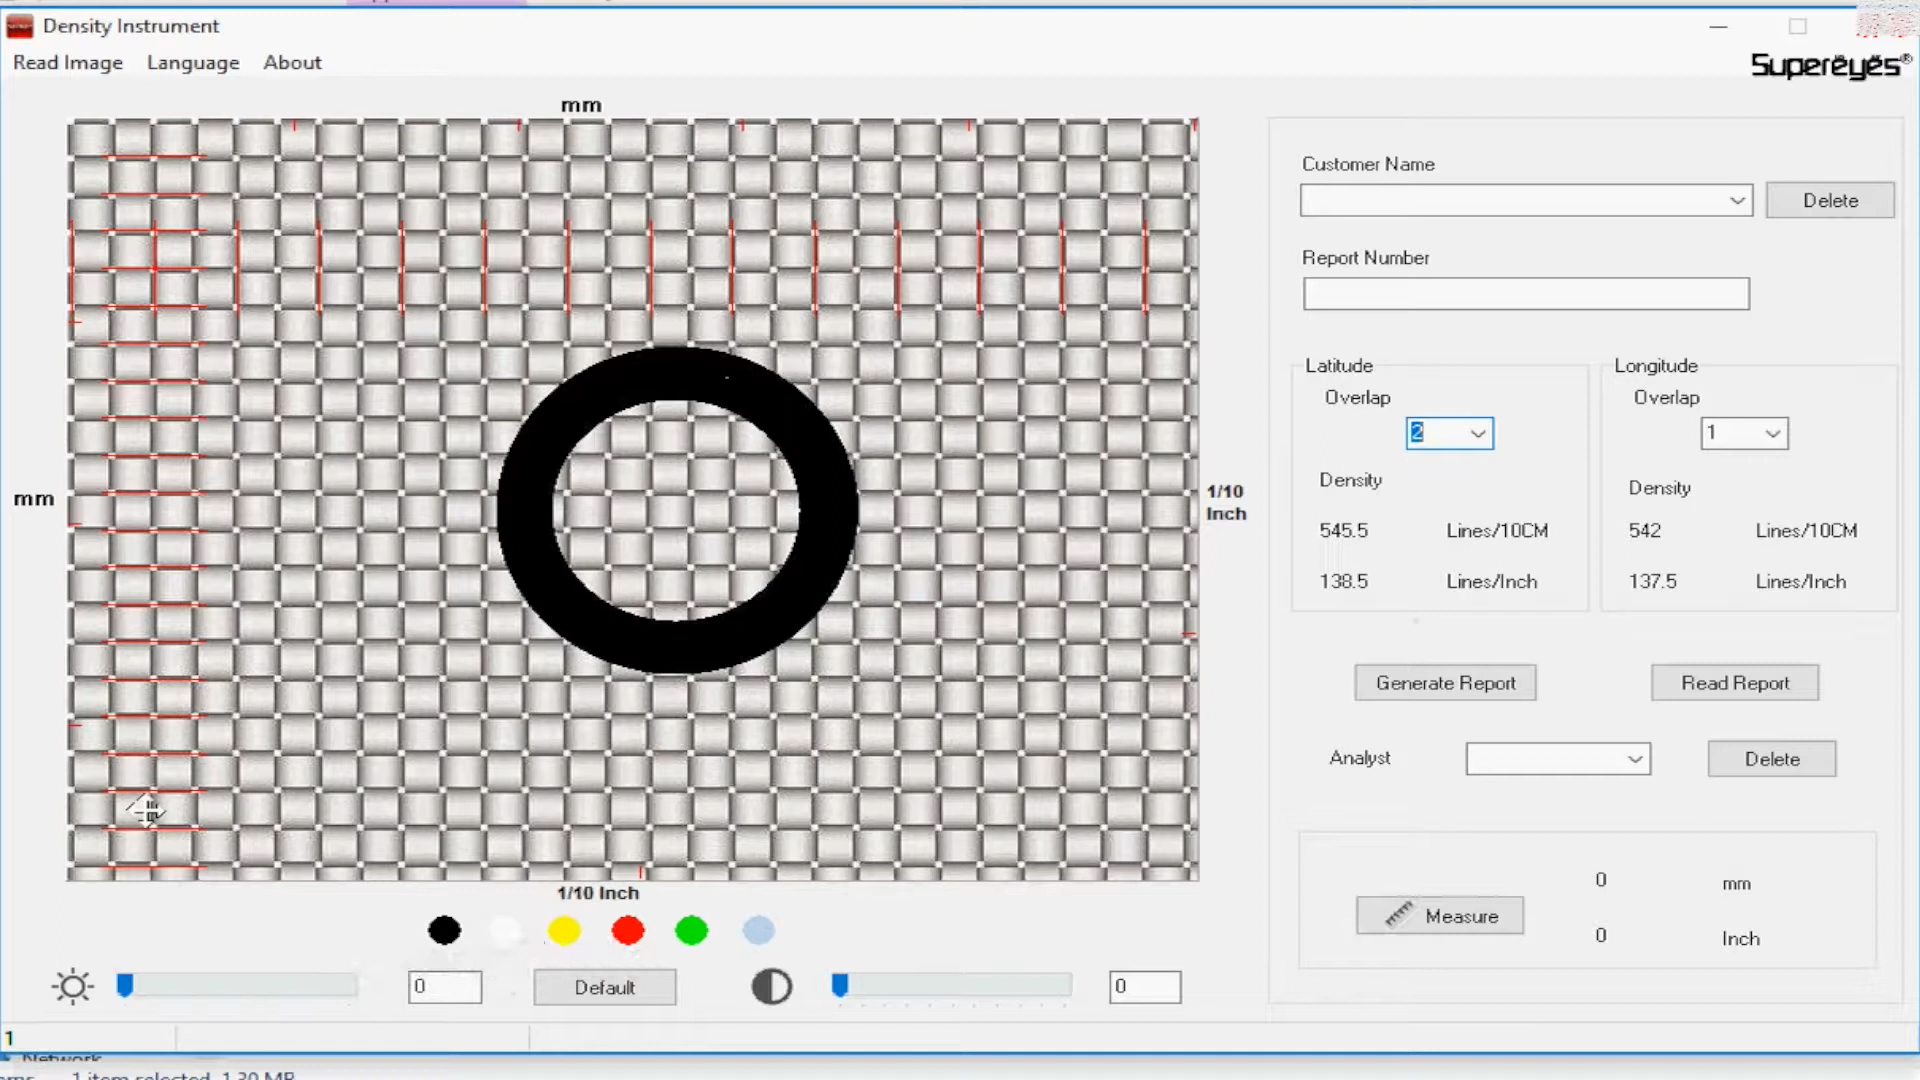 Density Instrument
Read Image Language About
Supereyes®
mm
mm
1/10
Inch
1/10 Inch
0
Default
0
Customer Name
Delete
Report Number
Latitude
Overlap
2
Density
545.5 Lines/10CM
138.5 Lines/Inch
Longitude
Overlap
1
Density
542 Lines/10CM
137.5 Lines/Inch
Generate Report
Read Report
Analyst
Delete
Measure
0 mm
0 Inch
1
Network
1 item selected 1.30 MB